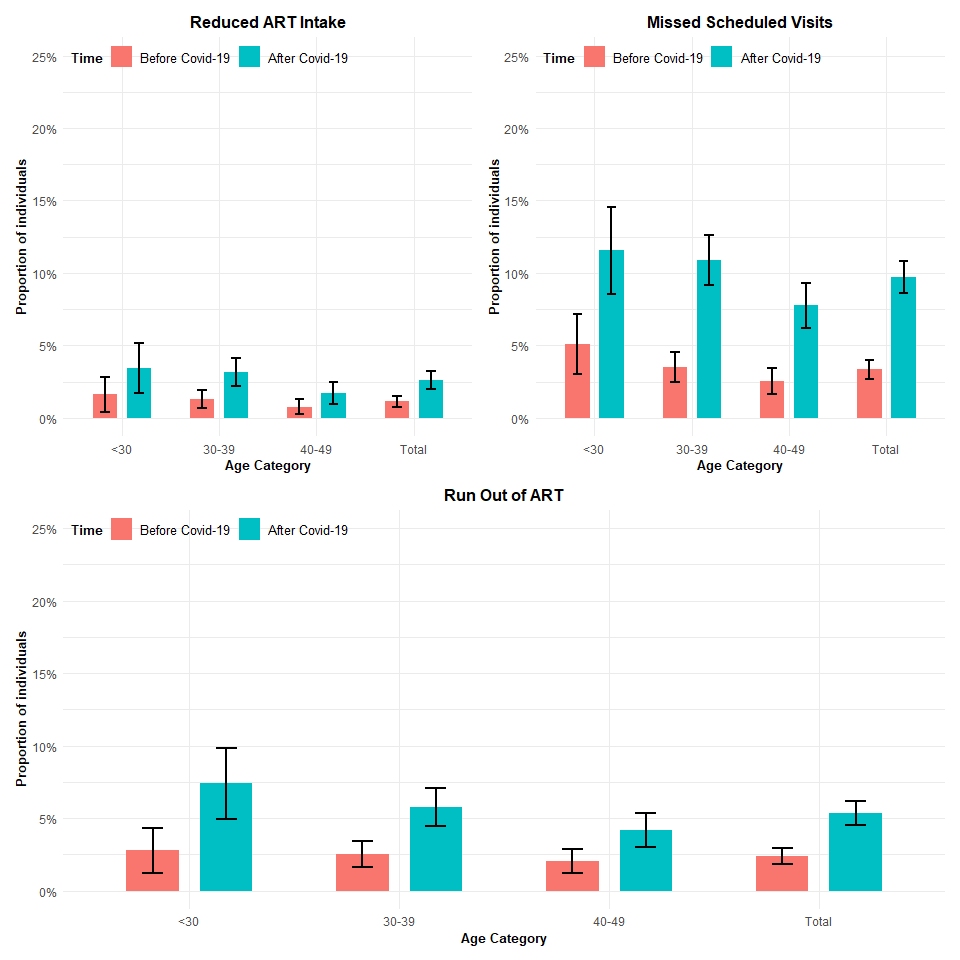 Reduced ART Intake
Time Before Covid-19 After Covid-19
Proportion of individuals
25%
20%
15%
10%
5%
0%
<30 30-39 40-49 Total
Age Category
Missed Scheduled Visits
Time Before Covid-19 After Covid-19
Proportion of individuals
25%
20%
15%
10%
5%
0%
<30 30-39 40-49 Total
Age Category
Run Out of ART
Time Before Covid-19 After Covid-19
Proportion of individuals
25%
20%
15%
10%
5%
0%
<30 30-39 40-49 Total
Age Category